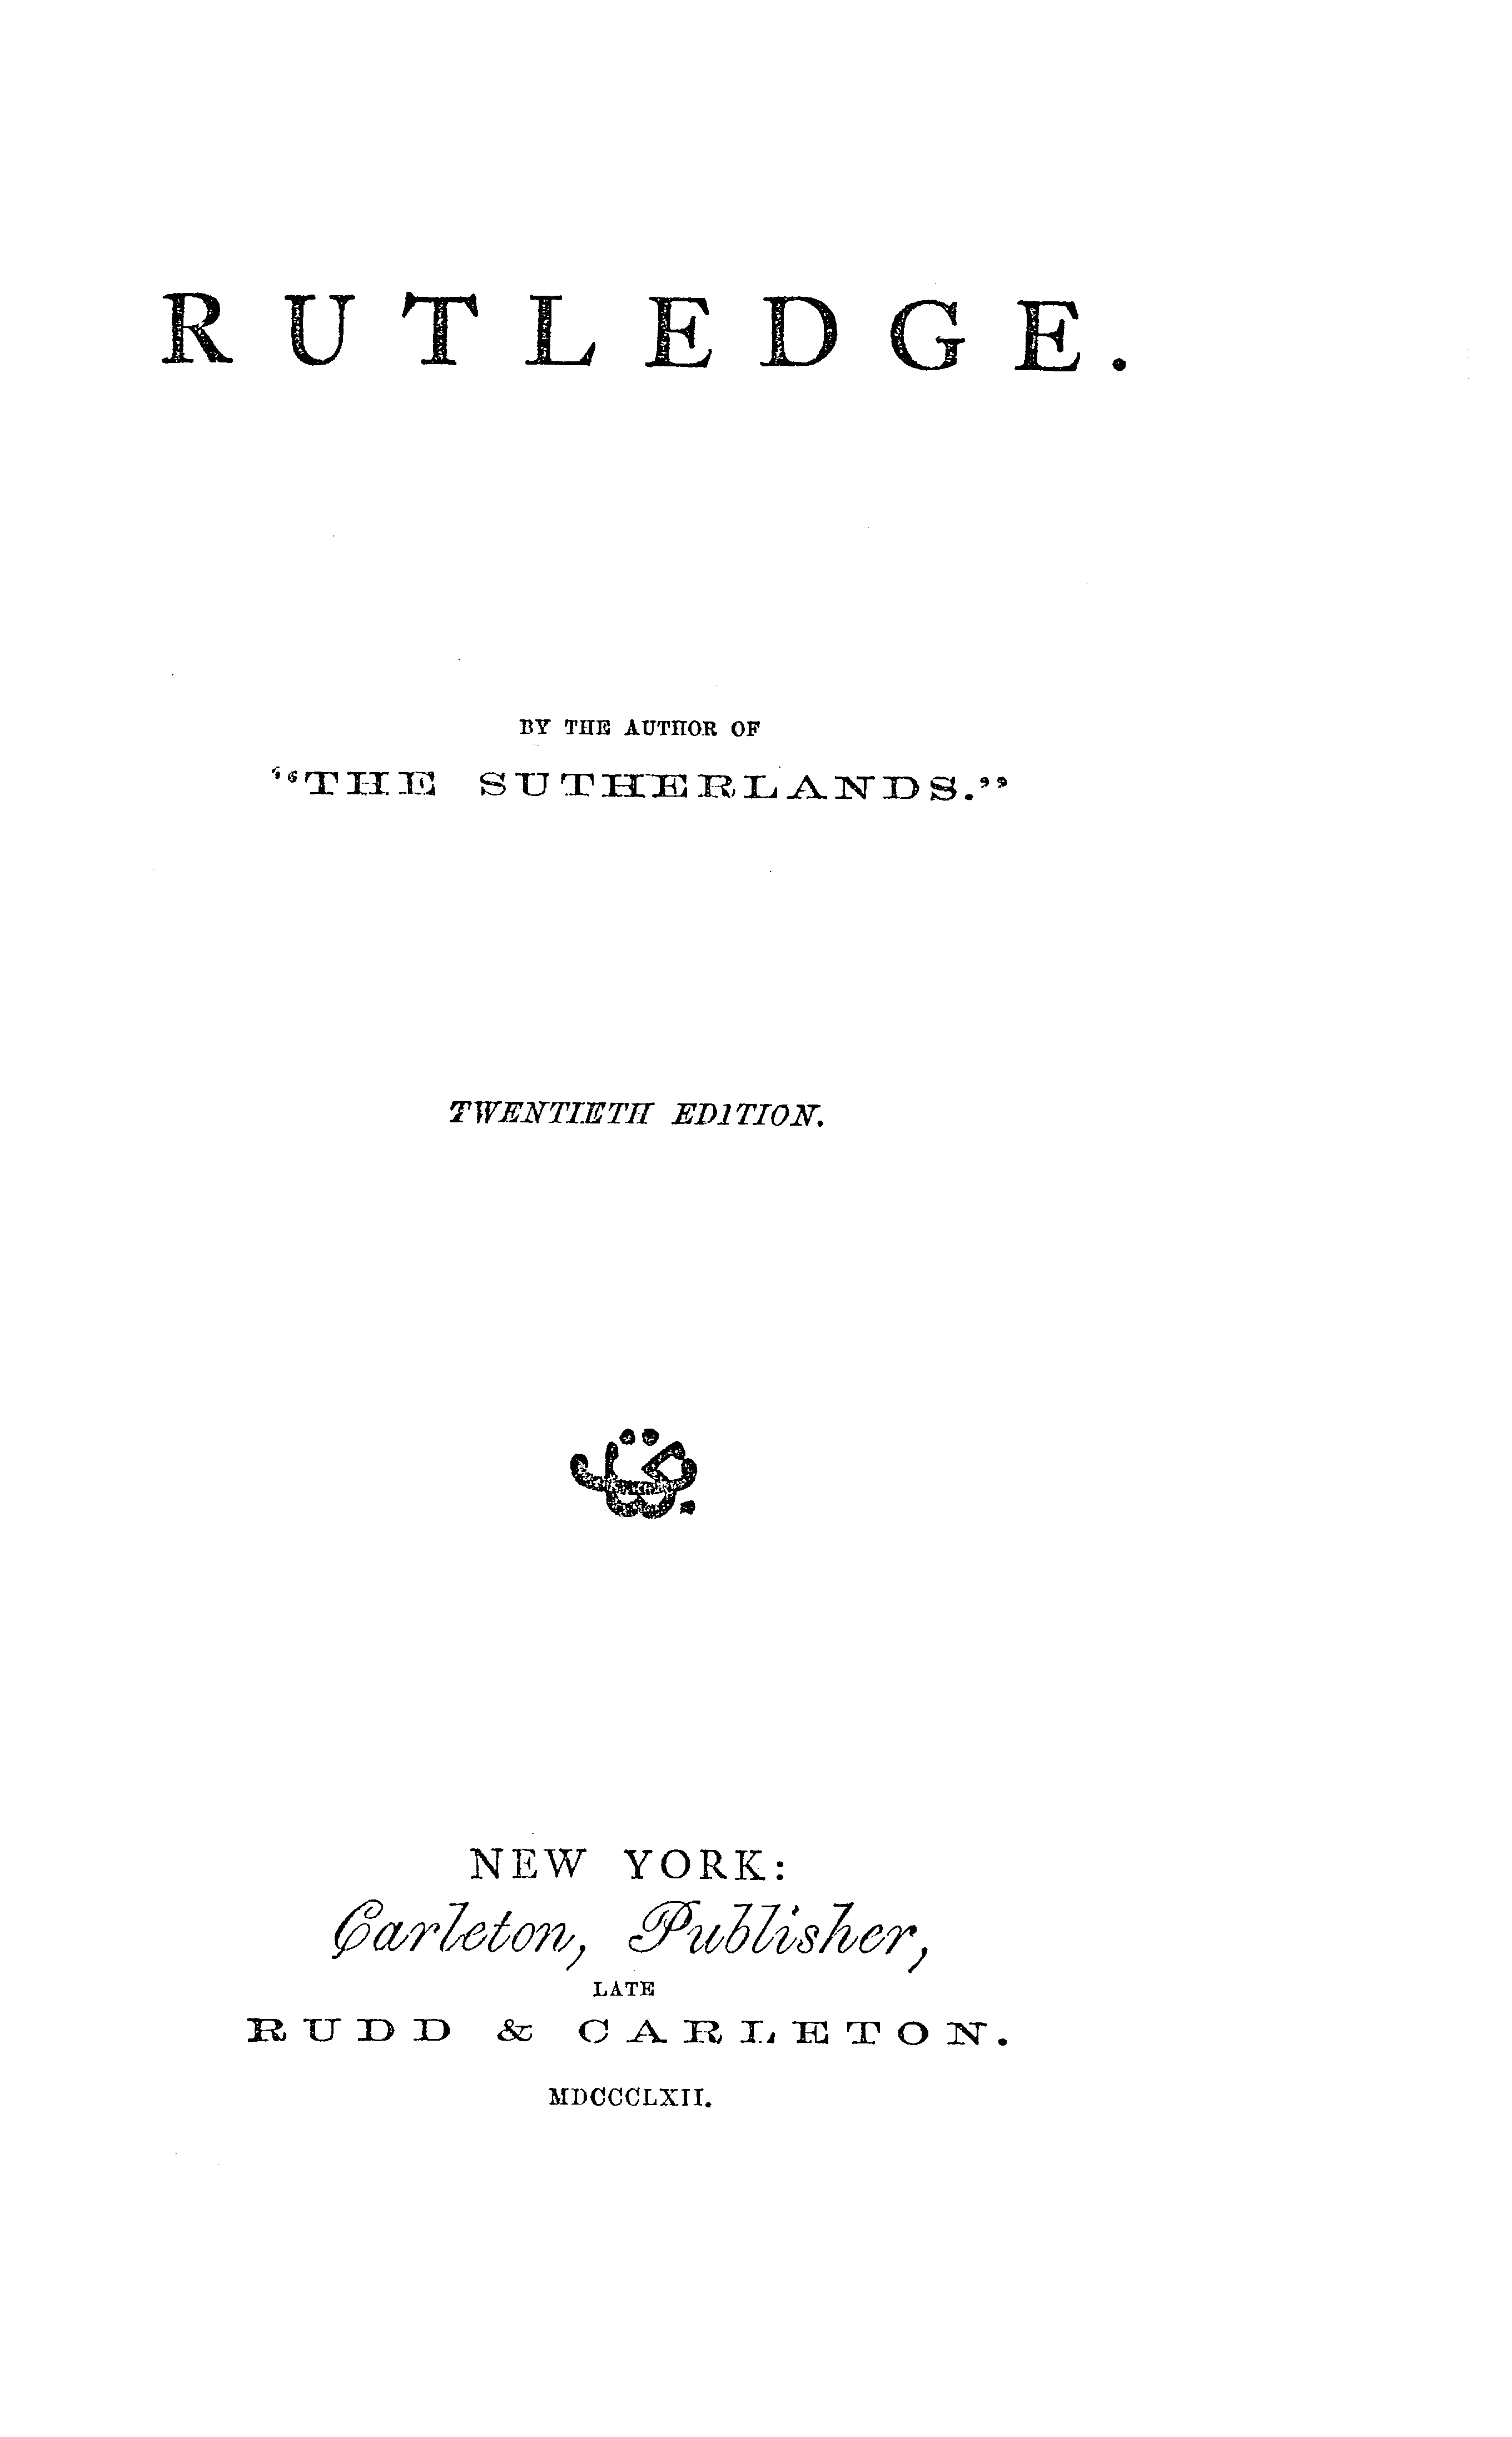 RUTLEDGE.
BY THE AUTHOR OF
"THE SUTHERLANDS."
TWENTIETH EDITION.
NEW YORK:
Carleton, Publisher,
LATE
RUDD & CARLETON.
MDCCCLXII.